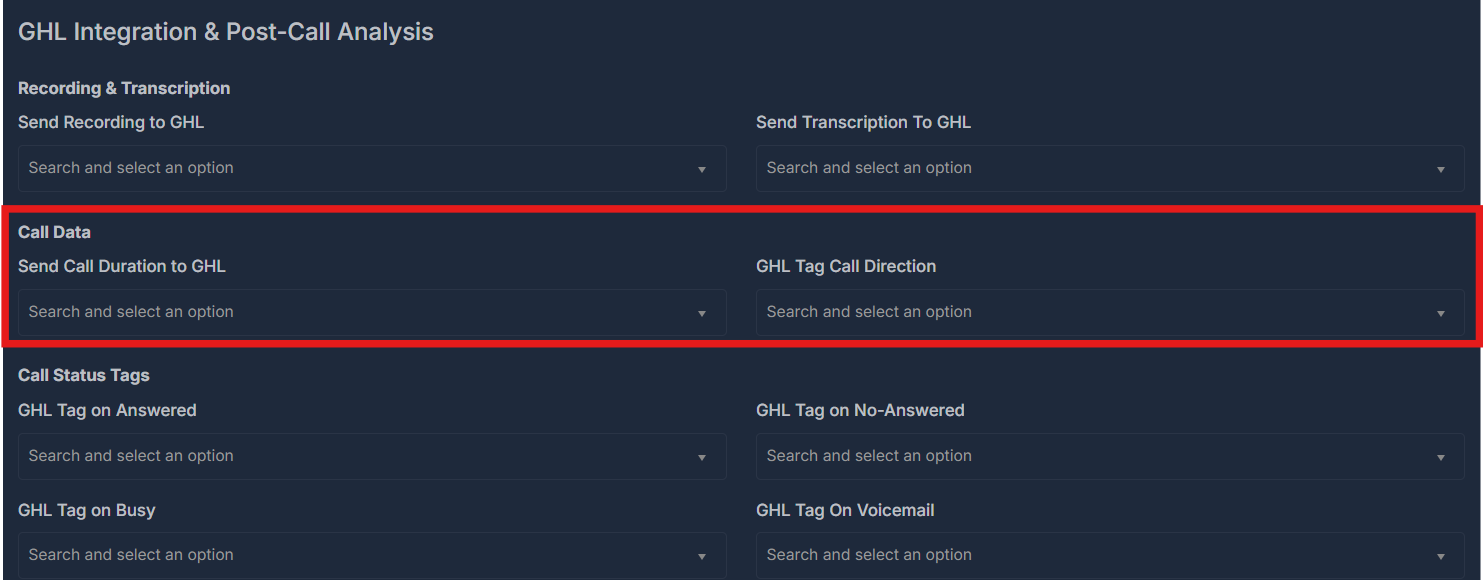 GHL Integration & Post-Call Analysis
Recording & Transcription
Send Recording to GHL
Send Transcription To GHL
Search and select an option
Search and select an option
Call Data
Send Call Duration to GHL
GHL Tag Call Direction
Search and select an option
Search and select an option
Call Status Tags
GHL Tag on Answered
GHL Tag on No-Answered
Search and select an option
Search and select an option
GHL Tag on Busy
GHL Tag On Voicemail
Search and select an option
Search and select an option